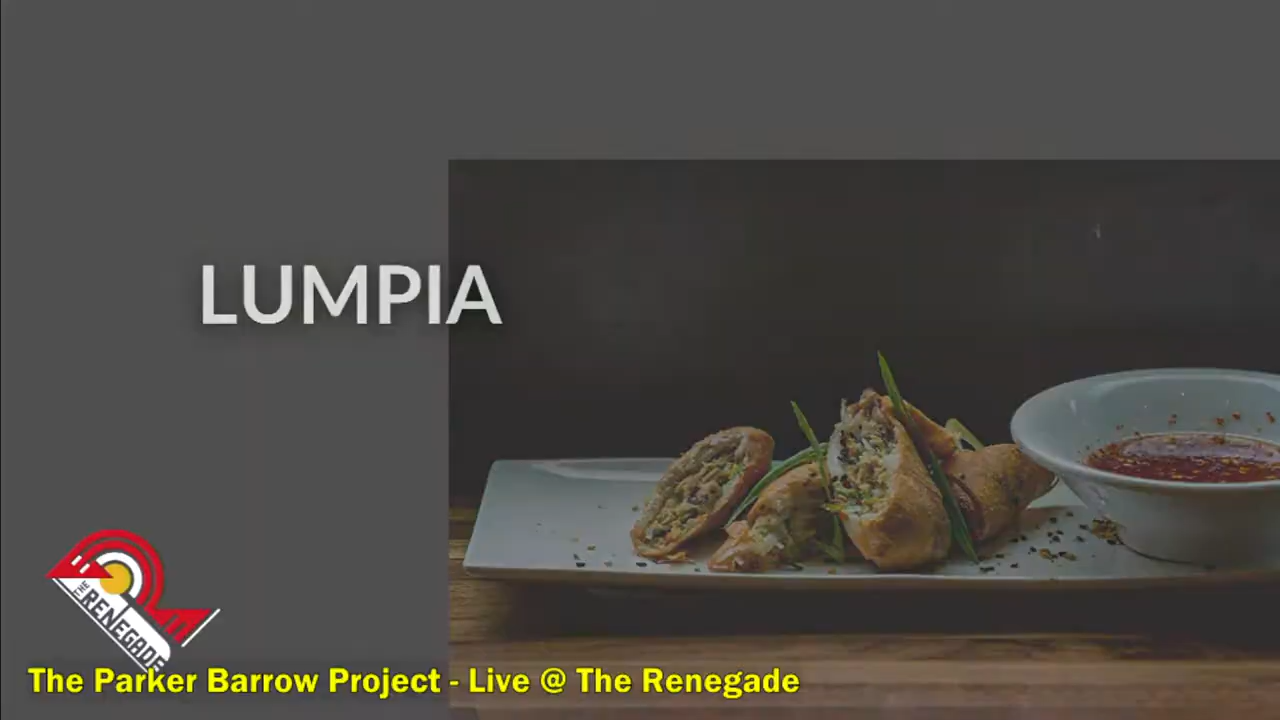 LUMPIA
THE
RENEGADE
The Parker Barrow Project - Live @ The Renegade